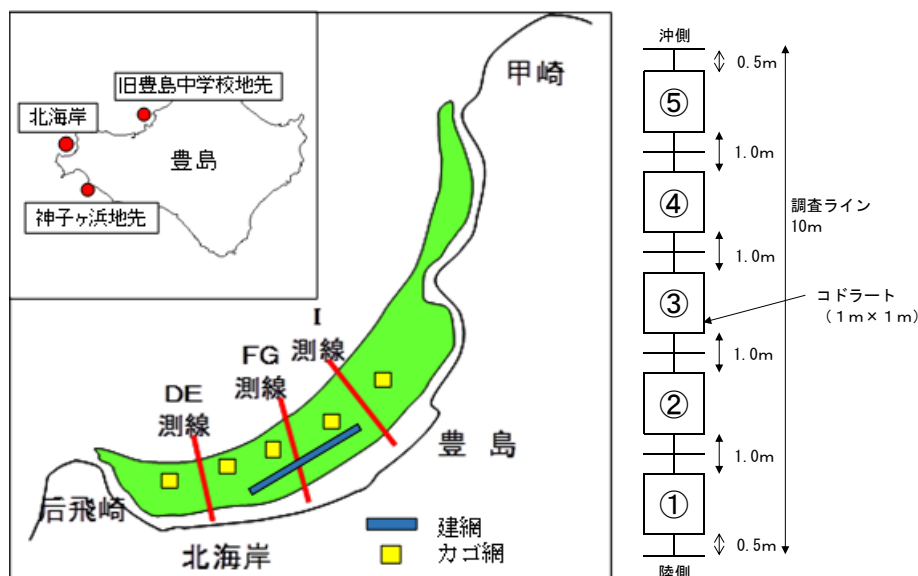 旧豊島中学校地先
北海岸
豊島
神子ヶ浜地先
甲崎
I
測線
FG
測線
DE
測線
豊 島
后飛崎
北海岸
建網
カゴ網
沖側
0.5m
⑤
1.0m
④
調査ライン
10m
1.0m
③
コドラート
(1m×1m)
1.0m
②
1.0m
①
0.5m
陸側